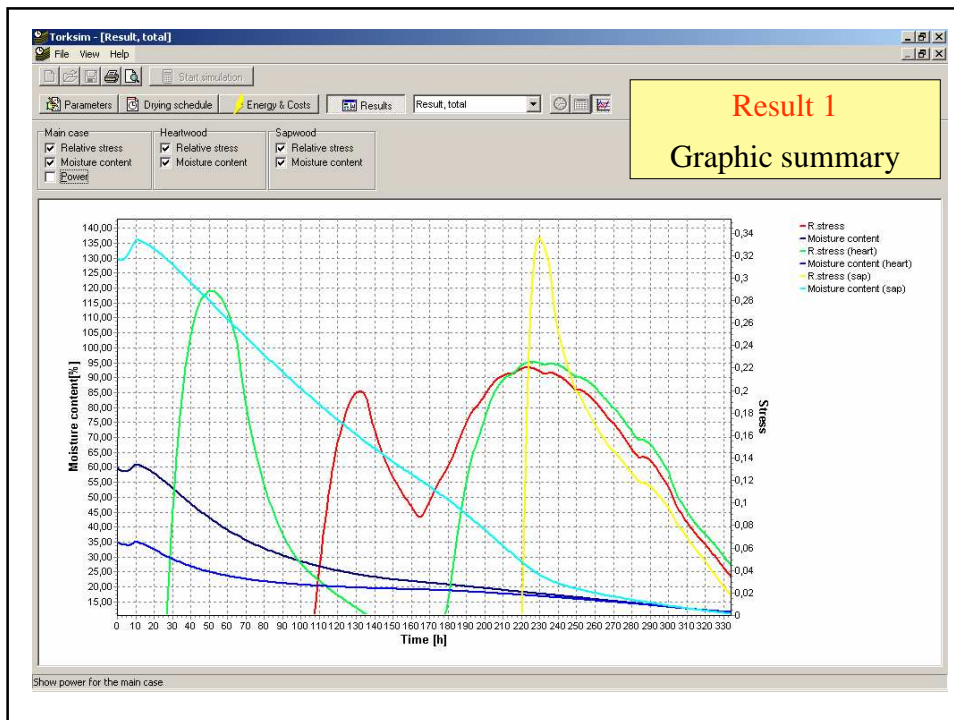 Torksim - [Result, total]
File View Help
Start simulation
Parameters Drying schedule Energy & Costs Results Result, total
Result 1
Graphic summary
Main case Heartwood Sapwood
Relative stress Relative stress Relative stress
Moisture content Moisture content Moisture content
Power
R.stress
Moisture content
R.stress (heart)
Moisture content (heart)
R.stress (sap)
Moisture content (sap)
Moisture content[%]
140,00
135,00
130,00
125,00
120,00
115,00
110,00
105,00
100,00
95,00
90,00
85,00
80,00
75,00
70,00
65,00
60,00
55,00
50,00
45,00
40,00
35,00
30,00
25,00
20,00
15,00
0,34
0,32
0,3
0,28
0,26
0,24
0,22
0,2
0,18
0,16
0,14
0,12
0,1
0,08
0,06
0,04
0,02
0
Stress
0 10 20 30 40 50 60 70 80 90 100 110 120 130 140 150 160 170 180 190 200 210 220 230 240 250 260 270 280 290 300 310 320 330
Time [h]
Show power for the main case